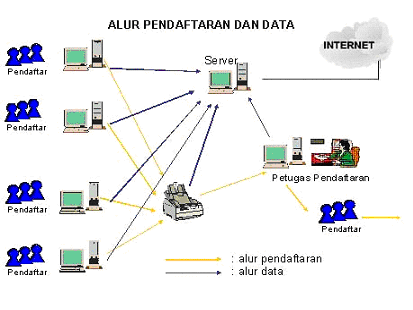 ALUR PENDAFTARAN DAN DATA
Server
INTERNET
Pendaftar
Pendaftar
Petugas Pendaftaran
Pendaftar
Pendaftar
Pendaftar
: alur pendaftaran
: alur data